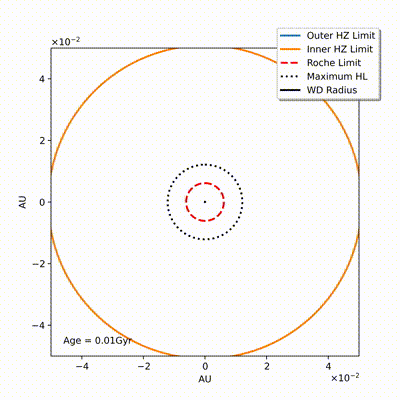 ×10⁻²
Outer HZ Limit
Inner HZ Limit
Roche Limit
Maximum HL
WD Radius
4
2
0
−2
−4
AU
Age = 0.01Gyr
−4 −2 0 2 4
AU
×10⁻²